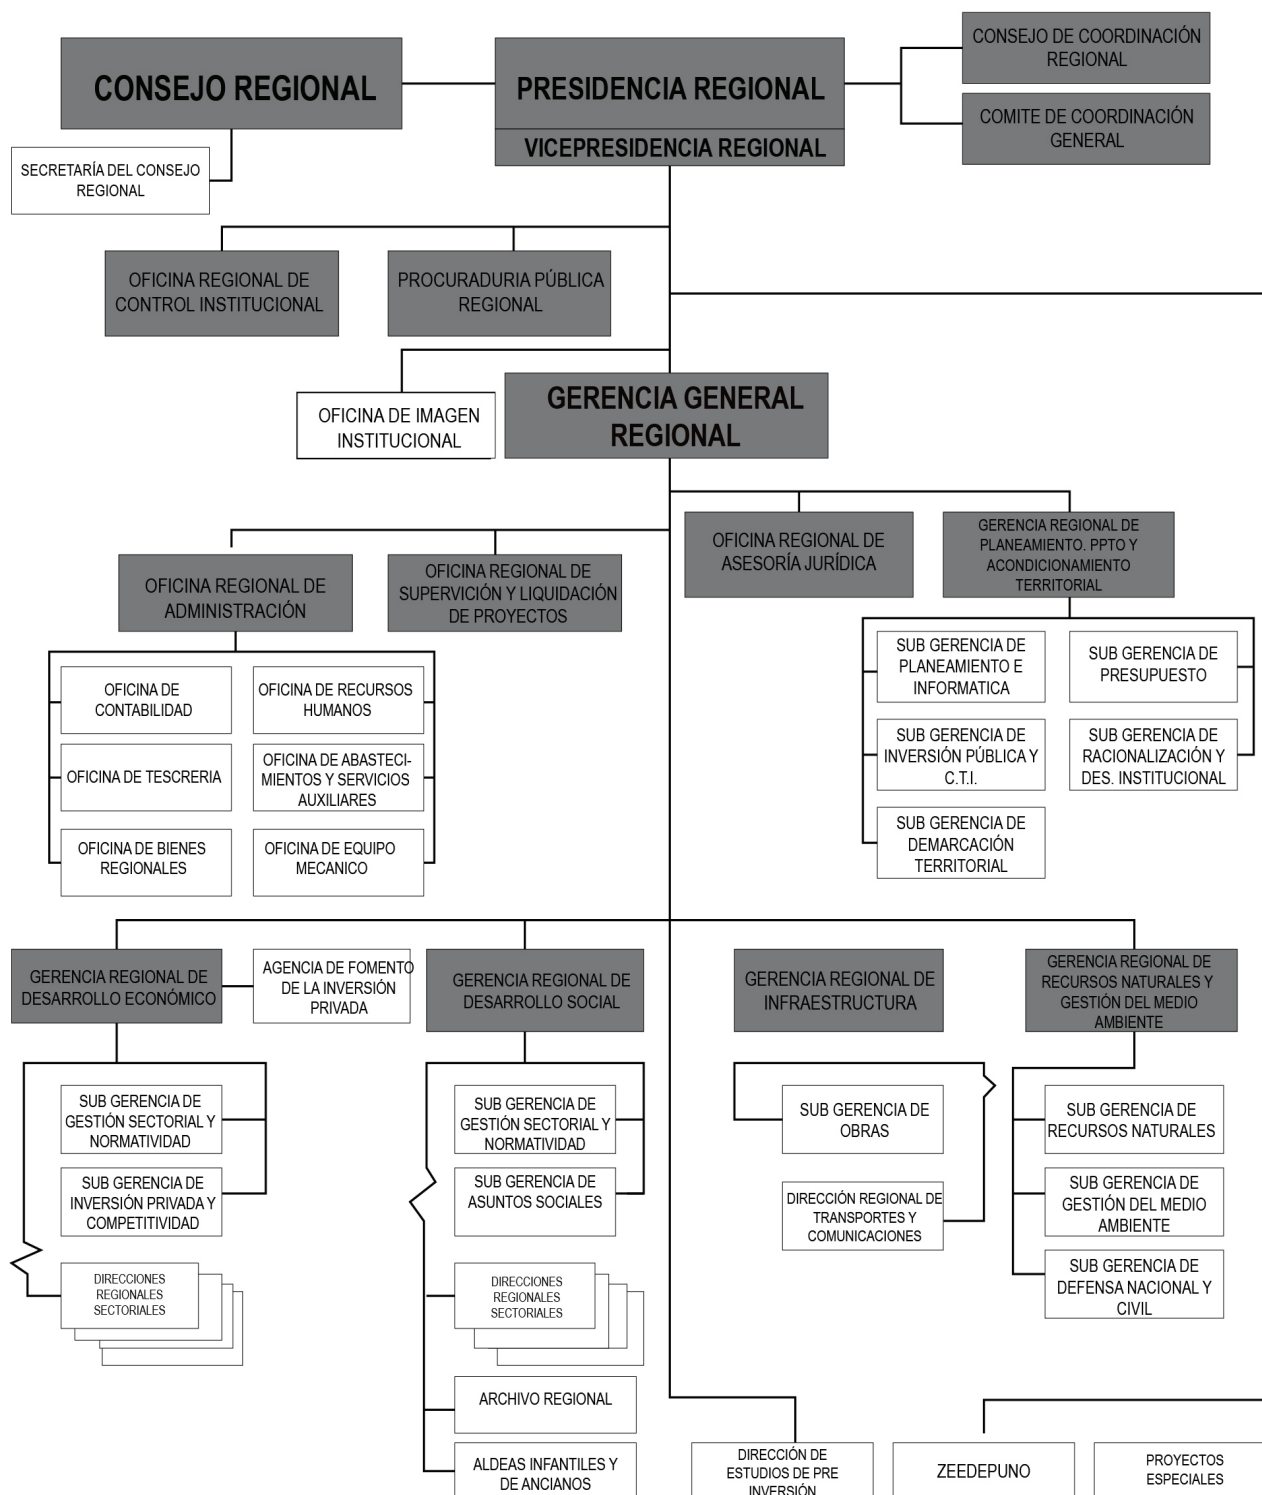 CONSEJO REGIONAL
SECRETARÍA DEL CONSEJO
REGIONAL
PRESIDENCIA REGIONAL
VICEPRESIDENCIA REGIONAL
CONSEJO DE COORDINACIÓN
REGIONAL
COMITE DE COORDINACIÓN
GENERAL
OFICINA REGIONAL DE
CONTROL INSTITUCIONAL
PROCURADURIA PÚBLICA
REGIONAL
OFICINA DE IMAGEN
INSTITUCIONAL
GERENCIA GENERAL
REGIONAL
OFICINA REGIONAL DE
ADMINISTRACIÓN
OFICINA REGIONAL DE
SUPERVICIÓN Y LIQUIDACIÓN
DE PROYECTOS
OFICINA REGIONAL DE
ASESORÍA JURÍDICA
GERENCIA REGIONAL DE
PLANEAMIENTO. PPTO Y
ACONDICIONAMIENTO
TERRITORIAL
OFICINA DE
CONTABILIDAD
OFICINA DE RECURSOS
HUMANOS
OFICINA DE TESCRERIA
OFICINA DE ABASTECI-
MIENTOS Y SERVICIOS
AUXILIARES
OFICINA DE BIENES
REGIONALES
OFICINA DE EQUIPO
MECANICO
SUB GERENCIA DE
PLANEAMIENTO E
INFORMATICA
SUB GERENCIA DE
PRESUPUESTO
SUB GERENCIA DE
INVERSIÓN PÚBLICA Y
C.T.I.
SUB GERENCIA DE
RACIONALIZACIÓN Y
DES. INSTITUCIONAL
SUB GERENCIA DE
DEMARCACIÓN
TERRITORIAL
GERENCIA REGIONAL DE
DESARROLLO ECONÓMICO
AGENCIA DE FOMENTO
DE LA INVERSIÓN
PRIVADA
GERENCIA REGIONAL DE
DESARROLLO SOCIAL
GERENCIA REGIONAL DE
INFRAESTRUCTURA
GERENCIA REGIONAL DE
RECURSOS NATURALES Y
GESTIÓN DEL MEDIO
AMBIENTE
SUB GERENCIA DE
GESTIÓN SECTORIAL Y
NORMATIVIDAD
SUB GERENCIA DE
INVERSIÓN PRIVADA Y
COMPETITIVIDAD
DIRECCIONES
REGIONALES
SECTORIALES
SUB GERENCIA DE
GESTIÓN SECTORIAL Y
NORMATIVIDAD
SUB GERENCIA DE
ASUNTOS SOCIALES
DIRECCIONES
REGIONALES
SECTORIALES
ARCHIVO REGIONAL
ALDEAS INFANTILES Y
DE ANCIANOS
SUB GERENCIA DE
OBRAS
DIRECCIÓN REGIONAL DE
TRANSPORTES Y
COMUNICACIONES
SUB GERENCIA DE
RECURSOS NATURALES
SUB GERENCIA DE
GESTIÓN DEL MEDIO
AMBIENTE
SUB GERENCIA DE
DEFENSA NACIONAL Y
CIVIL
DIRECCIÓN DE
ESTUDIOS DE PRE
INVERSIÓN
ZEEDEPUNO
PROYECTOS
ESPECIALES